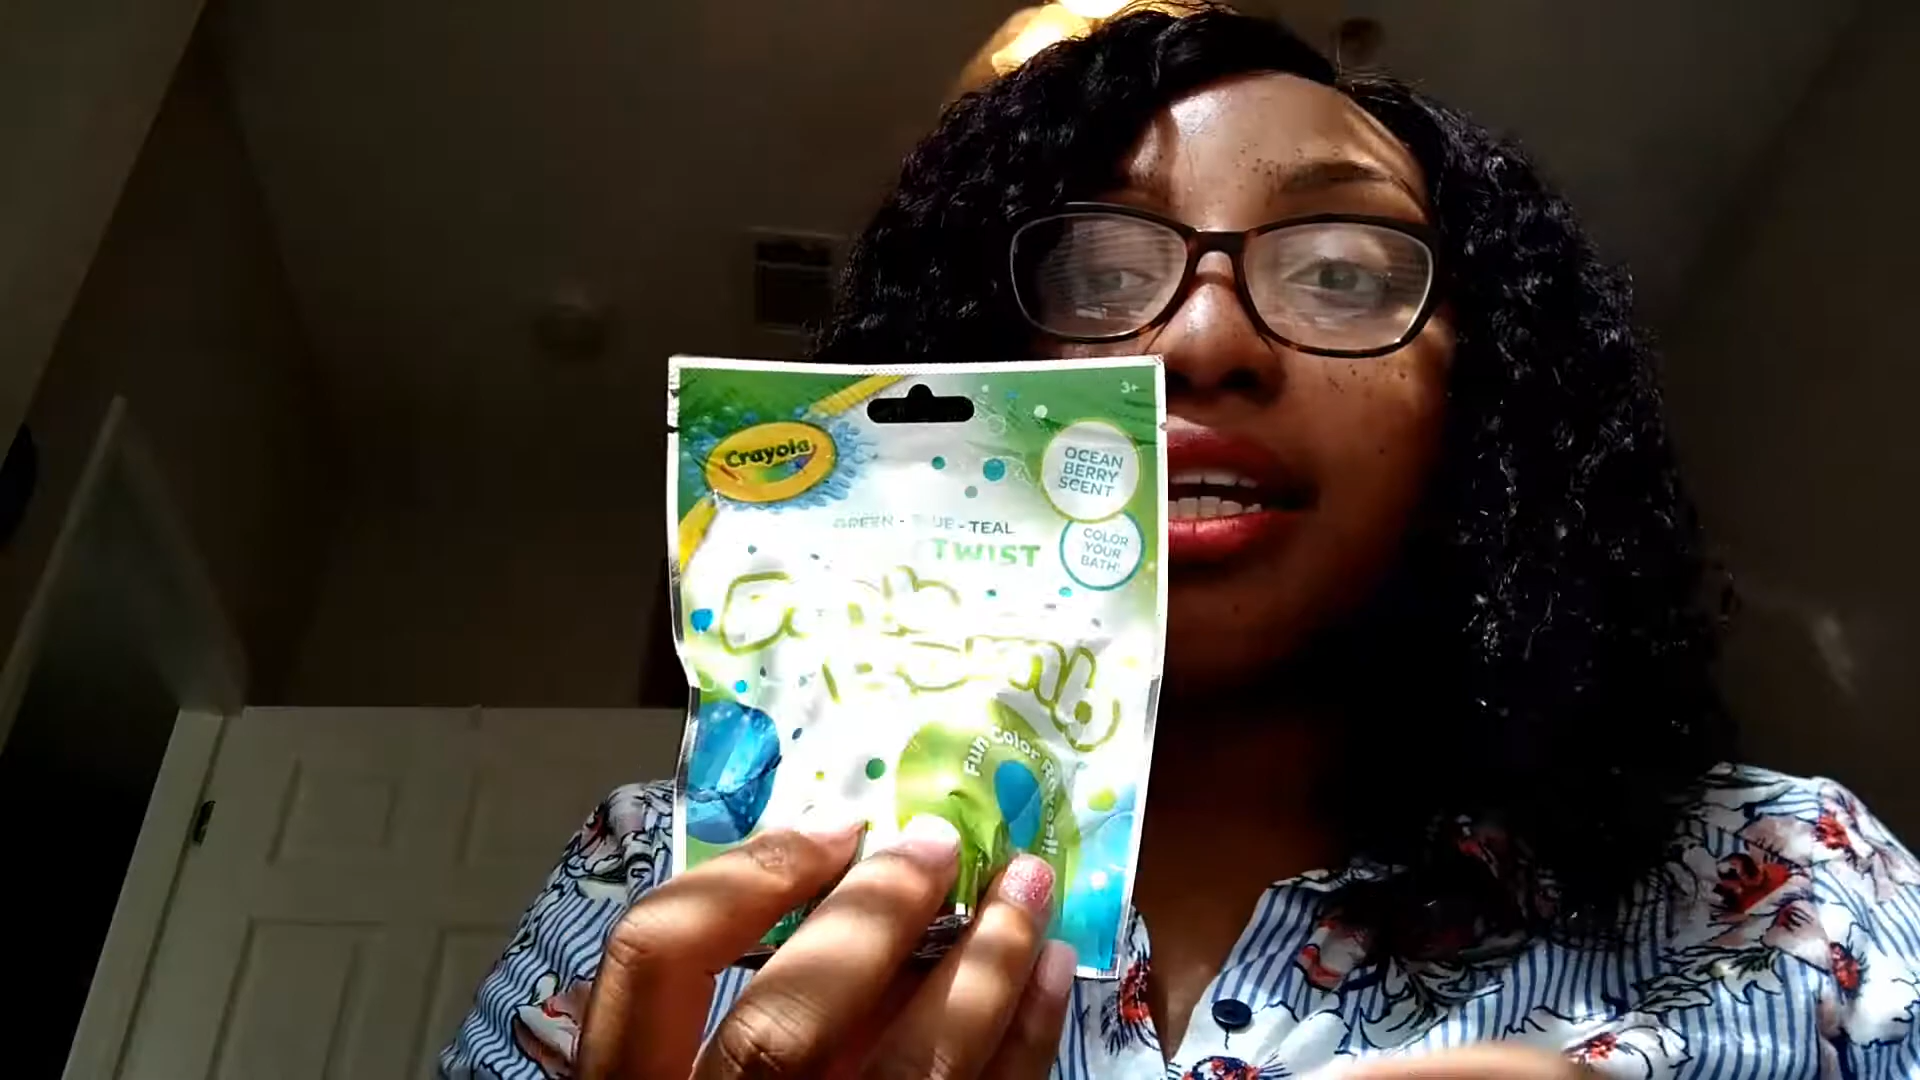 3+
Crayola
OCEAN
BERRY
SCENT
GREEN - BLUE - TEAL
TWIST
COLOR
YOUR
BATH!
Fun Color